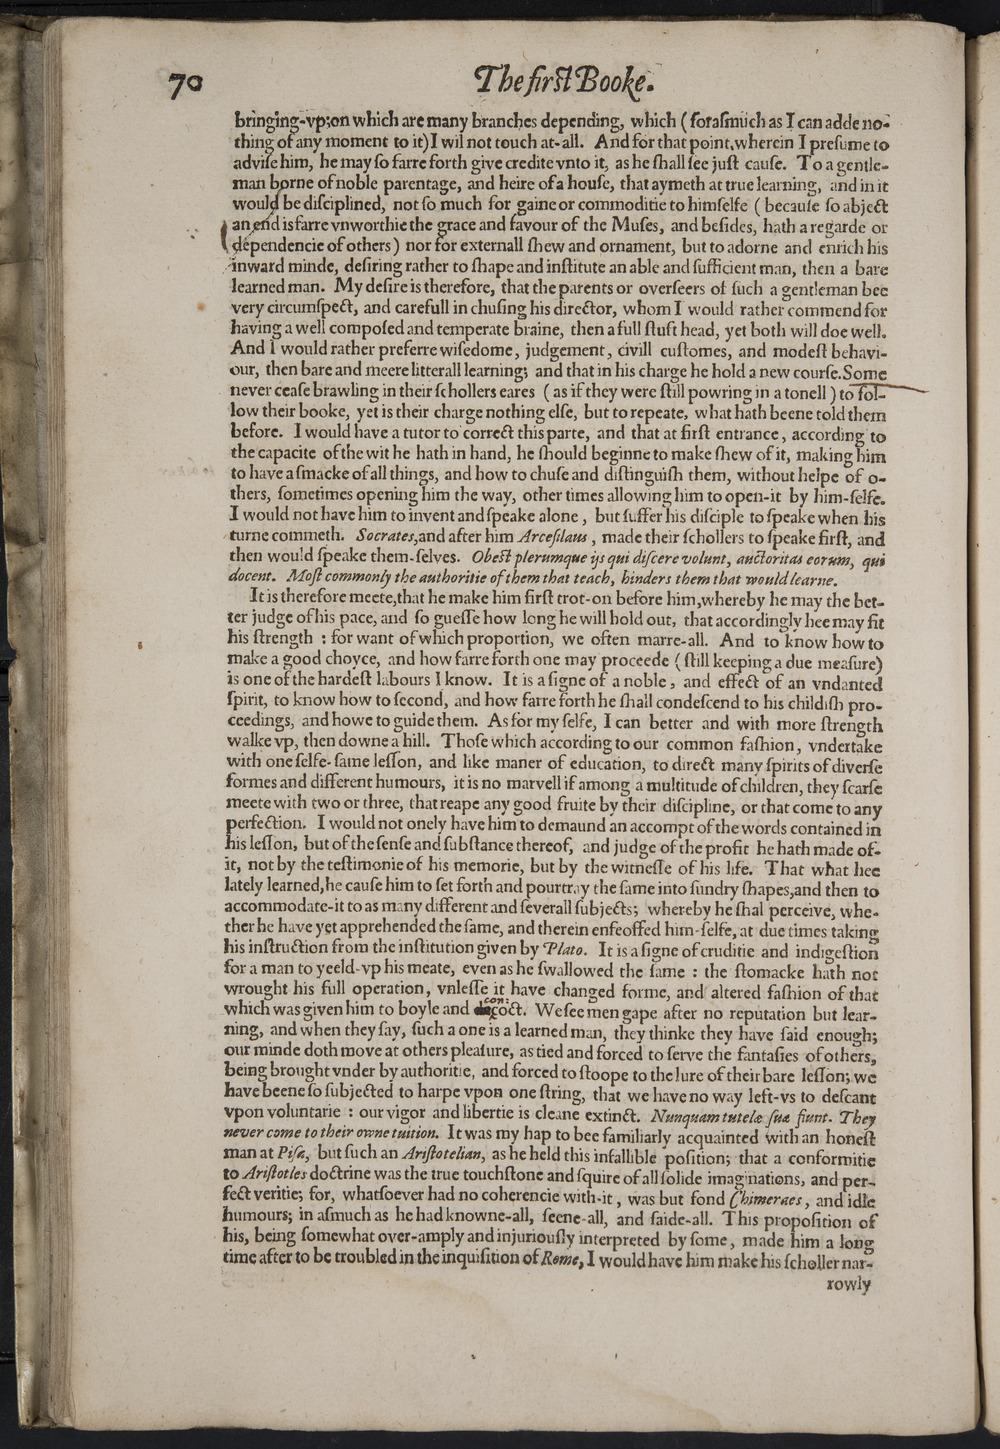 70
The firſt Booke.
bringing-vp; on which are many branches depending, which (foraſmuch as I can adde no-
thing of any moment to it) I wil not touch at-all. And for that point, wherein I preſume to
adviſe him, he may ſo farre forth give credite vnto it, as he ſhall ſee juſt cauſe. To a gentle-
man borne of noble parentage, and heire of a houſe, that aymeth at true learning, and in it
would be diſciplined, not ſo much for gaine or commoditie to himſelfe (becauſe ſo abject
an end is farre vnworthie the grace and favour of the Muſes, and beſides, hath a regarde or
dependencie of others) nor for externall ſhew and ornament, but to adorne and enrich his
inward minde, deſiring rather to ſhape and inſtitute an able and ſufficient man, then a bare
learned man. My deſire is therefore, that the parents or overſeers of ſuch a gentleman bee
very circumſpect, and carefull in chuſing his director, whom I would rather commend for
having a well compoſed and temperate braine, then a full ſtuft head, yet both will doe well.
And I would rather preferre wiſedome, judgement, civill cuſtomes, and modeſt behavi-
our, then bare and meere litterall learning; and that in his charge he hold a new courſe. Some
never ceaſe brawling in their ſchollers eares (as if they were ſtill powring in a tonell) to fol-
low their booke, yet is their charge nothing elſe, but to repeate, what hath beene told them
before. I would have a tutor to correct this parte, and that at firſt entrance, according to
the capacite of the wit he hath in hand, he ſhould beginne to make ſhew of it, making him
to have a ſmacke of all things, and how to chuſe and diſtinguiſh them, without helpe of o-
thers, ſometimes opening him the way, other times allowing him to open-it by him-ſelfe.
I would not have him to invent and ſpeake alone, but ſuffer his diſciple to ſpeake when his
turne commeth. Socrates, and after him Arceſilaus, made their ſchollers to ſpeake firſt, and
then would ſpeake them-ſelves. Obeſt plerumque ijs qui diſcere volunt, auctoritas eorum, qui
docent. Moſt commonly the authoritie of them that teach, hinders them that would learne.
It is therefore meete, that he make him firſt trot-on before him, whereby he may the bet-
ter judge of his pace, and ſo gueſſe how long he will hold out, that accordingly hee may fit
his ſtrength : for want of which proportion, we often marre-all. And to know how to
make a good choyce, and how farre forth one may proceede (ſtill keeping a due meaſure)
is one of the hardeſt labours I know. It is a ſigne of a noble, and effect of an vndanted
ſpirit, to know how to ſecond, and how farre forth he ſhall condeſcend to his childiſh pro-
ceedings, and howe to guide them. As for my ſelfe, I can better and with more ſtrength
walke vp, then downe a hill. Thoſe which according to our common faſhion, vndertake
with one ſelfe-ſame leſſon, and like maner of education, to direct many ſpirits of diverſe
formes and different humours, it is no marvell if among a multitude of children, they ſcarſe
meete with two or three, that reape any good fruite by their diſcipline, or that come to any
perfection. I would not onely have him to demaund an accompt of the words contained in
his leſſon, but of the ſenſe and ſubſtance thereof, and judge of the profit he hath made of-
it, not by the teſtimonie of his memorie, but by the witneſſe of his life. That what hee
lately learned, he cauſe him to ſet forth and pourtray the ſame into ſundry ſhapes, and then to
accommodate-it to as many different and ſeverall ſubjects; whereby he ſhal perceive, whe-
ther he have yet apprehended the ſame, and therein enfeoffed him-ſelfe, at due times taking
his inſtruction from the inſtitution given by Plato. It is a ſigne of cruditie and indigeſtion
for a man to yeeld-vp his meate, even as he ſwallowed the ſame : the ſtomacke hath not
wrought his full operation, vnleſſe it have changed forme, and altered faſhion of that
which was given him to boyle and concoct. We ſee men gape after no reputation but lear-
ning, and when they ſay, ſuch a one is a learned man, they thinke they have ſaid enough;
our minde doth move at others pleaſure, as tied and forced to ſerve the fantaſies of others,
being brought vnder by authoritie, and forced to ſtoope to the lure of their bare leſſon; we
have beene ſo ſubjected to harpe vpon one ſtring, that we have no way left-vs to deſcant
vpon voluntarie : our vigor and libertie is cleane extinct. Nunquam tutelæ ſuæ fiunt. They
never come to their owne tuition. It was my hap to bee familiarly acquainted with an honeſt
man at Piſa, but ſuch an Ariſtotelian, as he held this infallible poſition; that a conformitie
to Ariſtotles doctrine was the true touchſtone and ſquire of all ſolide imaginations, and per-
fect veritie; for, whatſoever had no coherencie with-it, was but fond Chimeraes, and idle
humours; in aſmuch as he had knowne-all, ſeene-all, and ſaide-all. This propoſition of
his, being ſomewhat over-amply and injuriouſly interpreted by ſome, made him a long
time after to be troubled in the inquiſition of Rome, I would have him make his ſcholler nar-
rowly